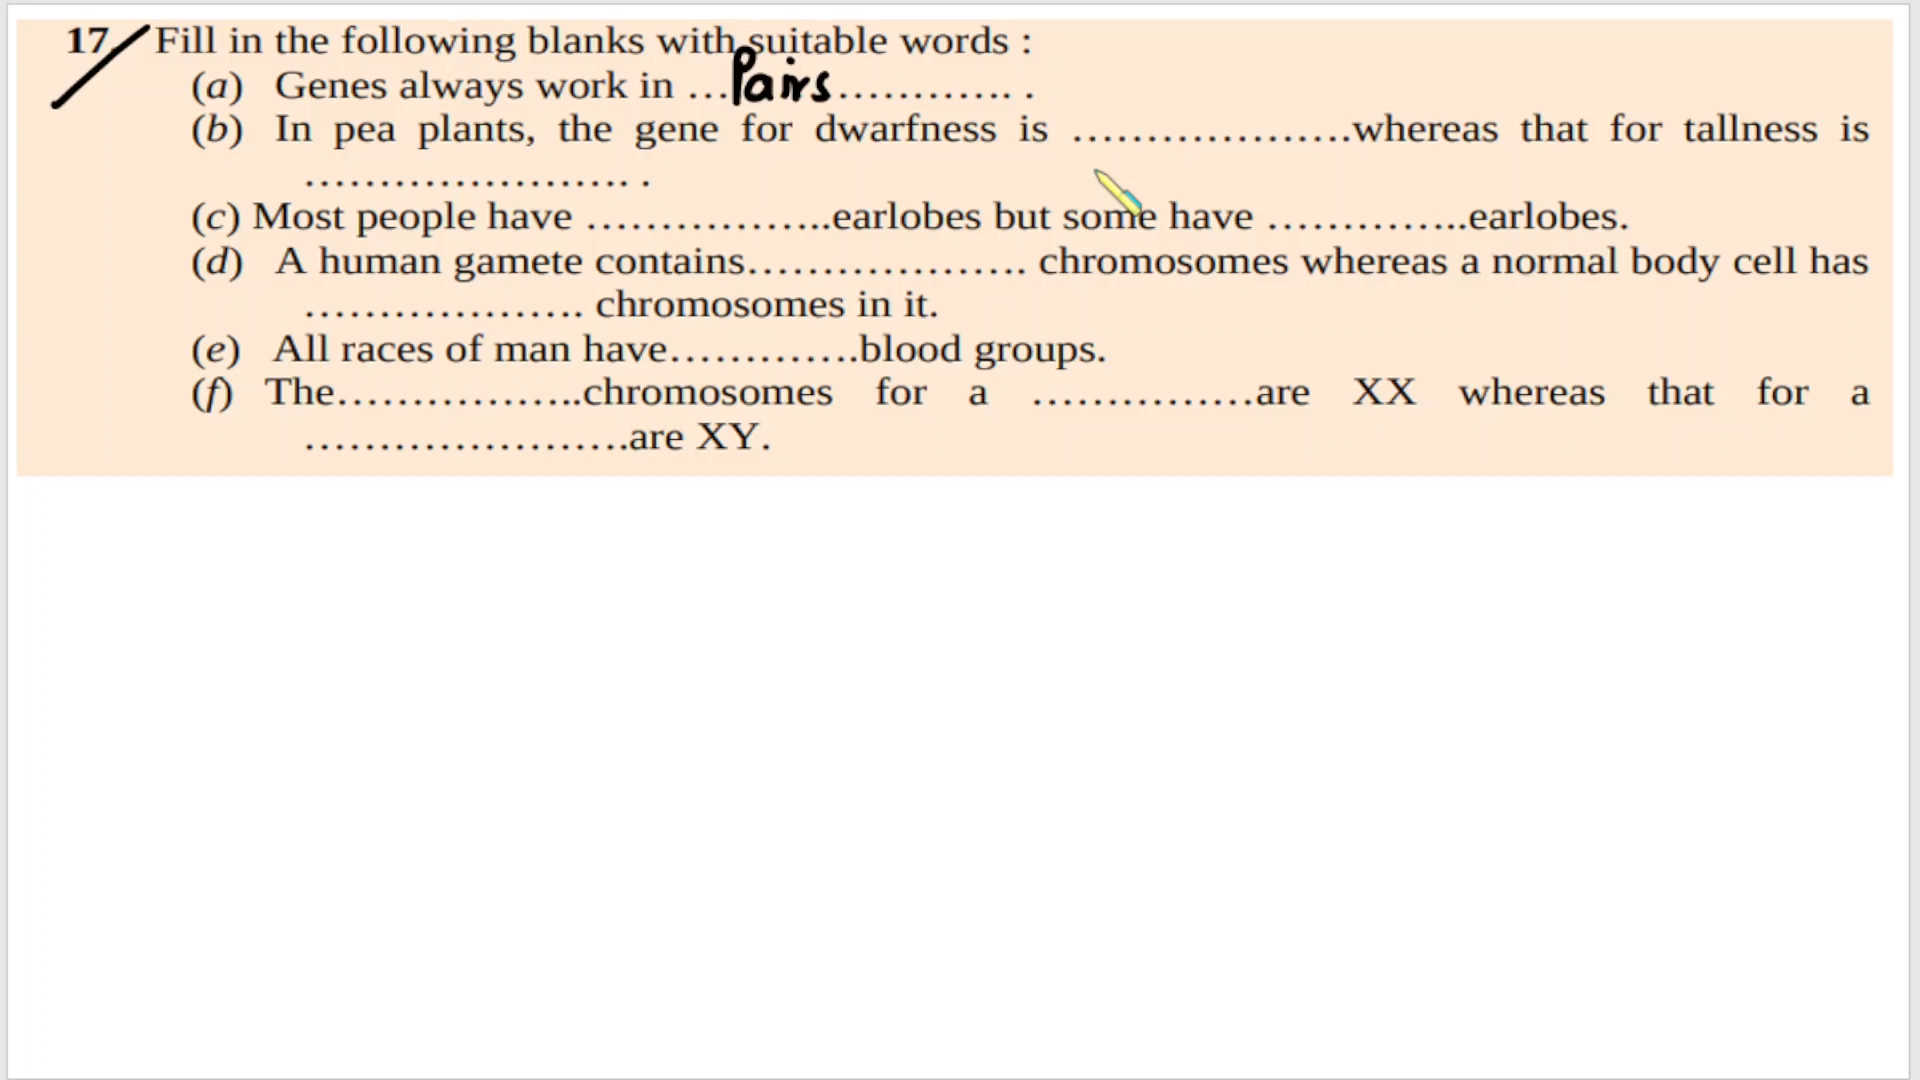 17. Fill in the following blanks with suitable words :
(a) Genes always work in ...Pairs............. .
(b) In pea plants, the gene for dwarfness is ...................whereas that for tallness is
...................... .
(c) Most people have .................earlobes but some have ..............earlobes.
(d) A human gamete contains................... chromosomes whereas a normal body cell has
................... chromosomes in it.
(e) All races of man have.............blood groups.
(f) The.................chromosomes for a ...............are XX whereas that for a
......................are XY.